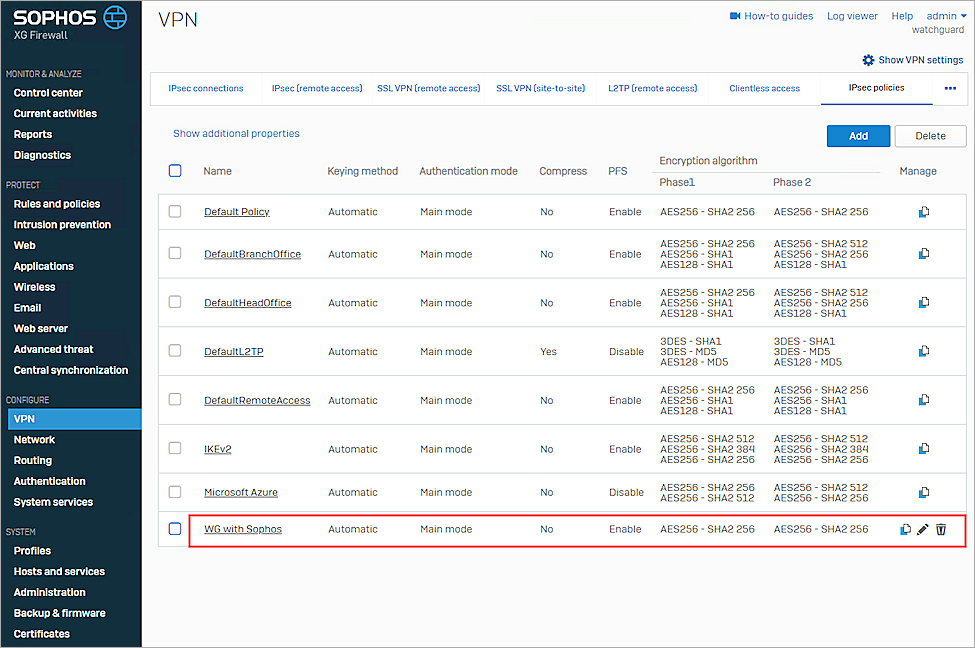 SOPHOS
XG Firewall
MONITOR & ANALYZE
Control center
Current activities
Reports
Diagnostics
PROTECT
Rules and policies
Intrusion prevention
Web
Applications
Wireless
Email
Web server
Advanced threat
Central synchronization
CONFIGURE
VPN
Network
Routing
Authentication
System services
SYSTEM
Profiles
Hosts and services
Administration
Backup & firmware
Certificates
VPN
How-to guides Log viewer Help admin
watchguard
Show VPN settings
IPsec connections IPsec (remote access) SSL VPN (remote access) SSL VPN (site-to-site) L2TP (remote access) Clientless access IPsec policies •••
Show additional properties Add Delete
Name Keying method Authentication mode Compress PFS Encryption algorithm Manage
Phase1 Phase 2
Default Policy Automatic Main mode No Enable AES256 - SHA2 256 AES256 - SHA2 256
AES256 - SHA2 256 AES256 - SHA2 512
DefaultBranchOffice Automatic Main mode No Enable AES256 - SHA1 AES256 - SHA2 256
AES128 - SHA1 AES128 - SHA1
AES256 - SHA2 256 AES256 - SHA2 512
DefaultHeadOffice Automatic Main mode No Enable AES256 - SHA1 AES256 - SHA2 256
AES128 - SHA1 AES128 - SHA1
3DES - SHA1 3DES - SHA1
DefaultL2TP Automatic Main mode Yes Disable 3DES - MD5 3DES - MD5
AES128 - MD5 AES128 - MD5
AES256 - SHA2 256 AES256 - SHA2 256
DefaultRemoteAccess Automatic Main mode No Enable AES256 - SHA1 AES256 - SHA1
AES128 - SHA1 AES128 - SHA1
AES256 - SHA2 512 AES256 - SHA2 512
IKEv2 Automatic Main mode No Enable AES256 - SHA2 384 AES256 - SHA2 384
AES256 - SHA2 256 AES256 - SHA2 256
Microsoft Azure Automatic Main mode No Disable AES256 - SHA2 256 AES256 - SHA2 512
AES256 - SHA2 512 AES256 - SHA2 256
WG with Sophos Automatic Main mode No Enable AES256 - SHA2 256 AES256 - SHA2 256